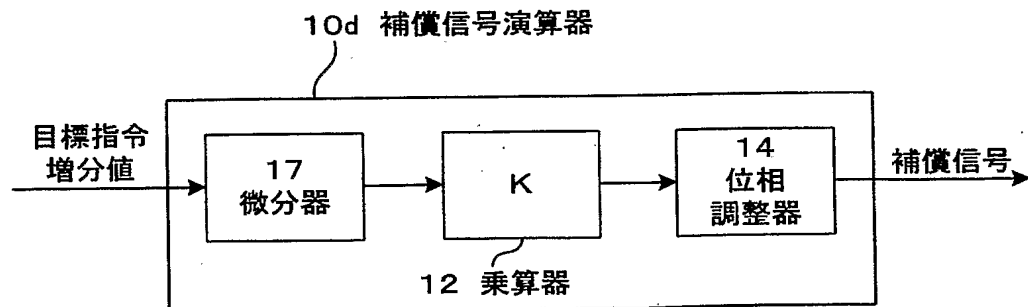 10d 補償信号演算器
目標指令
増分値
17
微分器
K
14
位相
調整器
補償信号
12 乗算器